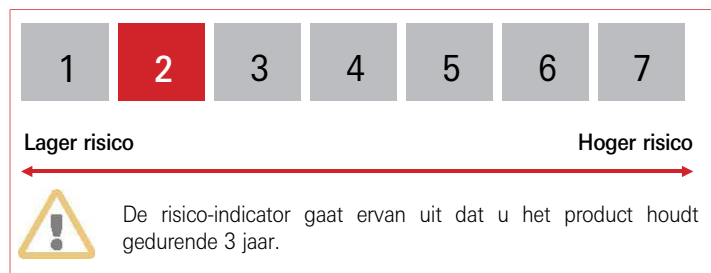 1 2 3 4 5 6 7
Lager risico Hoger risico
De risico-indicator gaat ervan uit dat u het product houdt
gedurende 3 jaar.